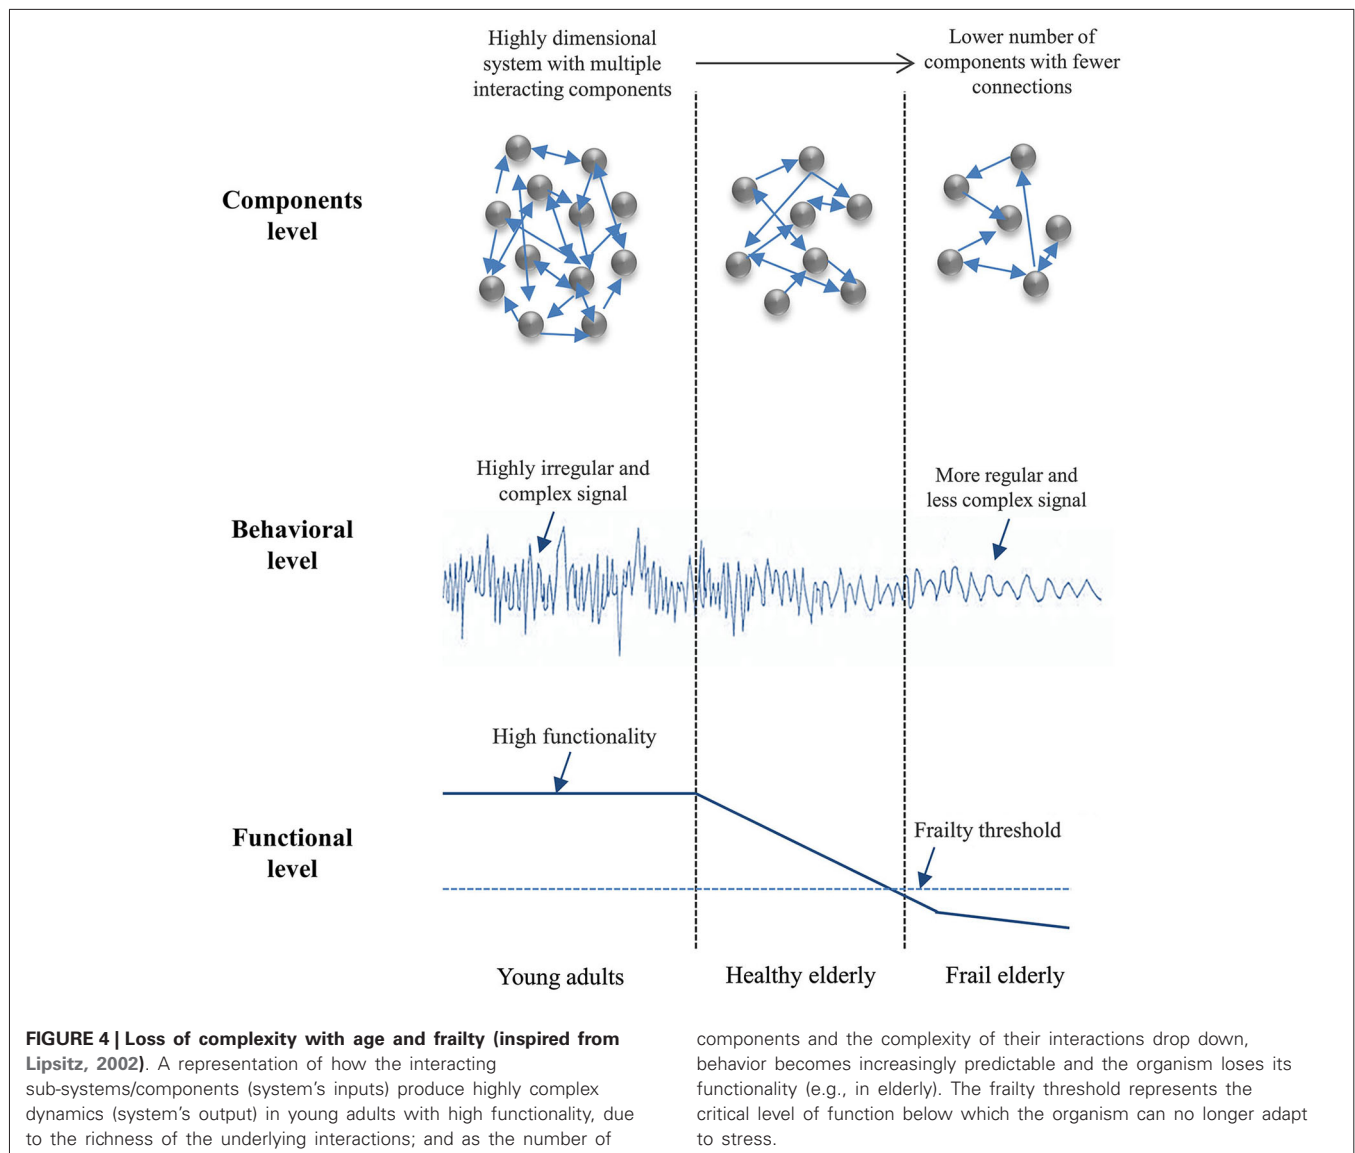 Highly dimensional
system with multiple
interacting components
Lower number of
components with fewer
connections
Components
level
Highly irregular and
complex signal
More regular and
less complex signal
Behavioral
level
High functionality
Frailty threshold
Functional
level
Young adults
Healthy elderly
Frail elderly
FIGURE 4 | Loss of complexity with age and frailty (inspired from
Lipsitz, 2002). A representation of how the interacting
sub-systems/components (system's inputs) produce highly complex
dynamics (system's output) in young adults with high functionality, due
to the richness of the underlying interactions; and as the number of
components and the complexity of their interactions drop down,
behavior becomes increasingly predictable and the organism loses its
functionality (e.g., in elderly). The frailty threshold represents the
critical level of function below which the organism can no longer adapt
to stress.